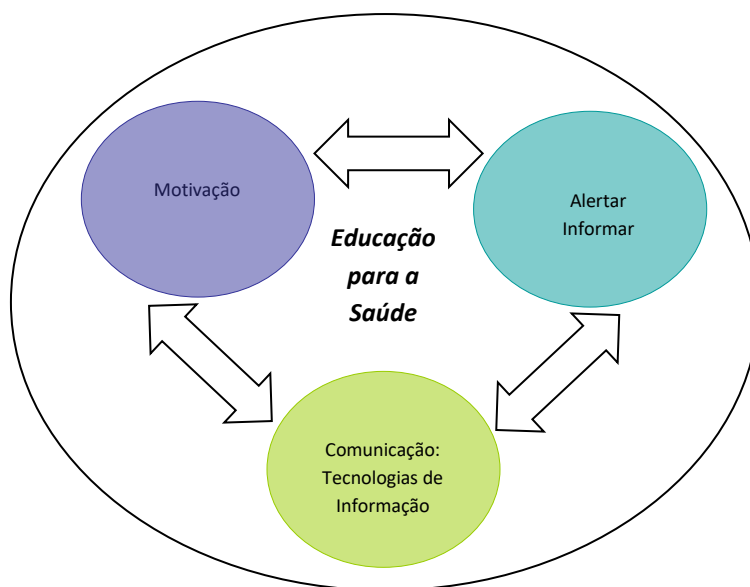 Motivação
Alertar
Informar
Educação
para a
Saúde
Comunicação:
Tecnologias de
Informação